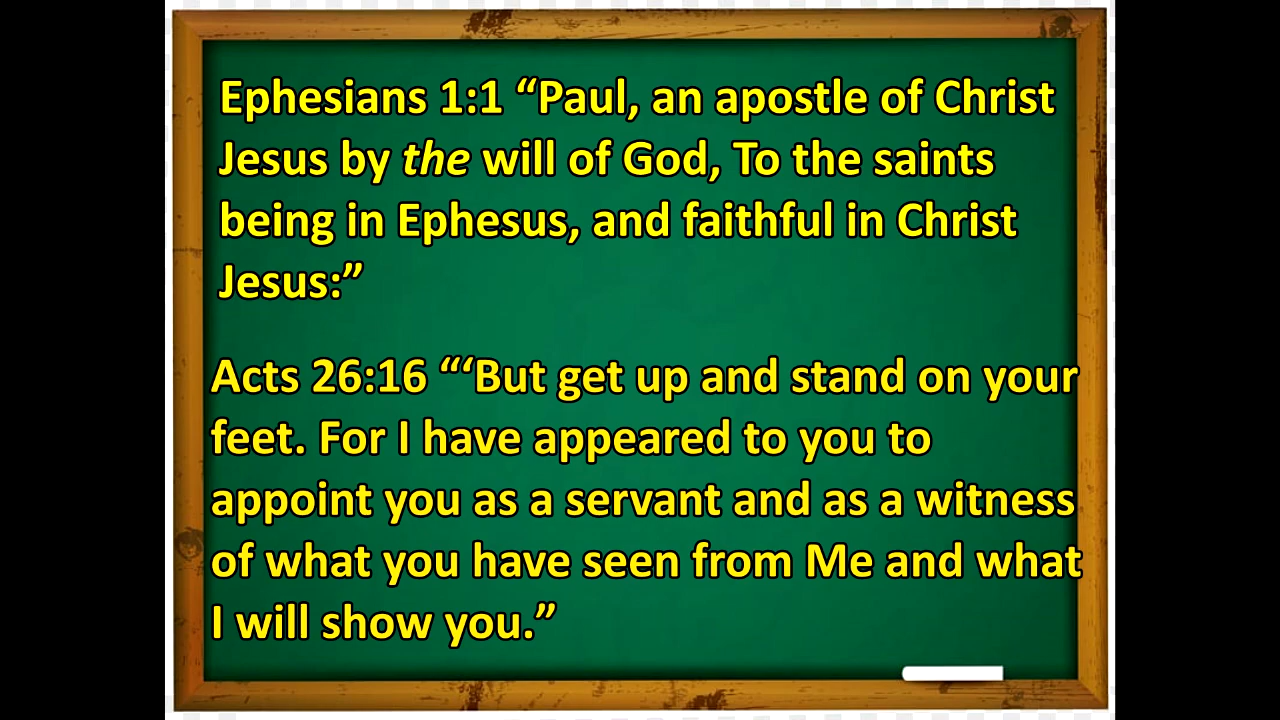 Ephesians 1:1 “Paul, an apostle of Christ
Jesus by the will of God, To the saints
being in Ephesus, and faithful in Christ
Jesus:”
Acts 26:16 “‘But get up and stand on your
feet. For I have appeared to you to
appoint you as a servant and as a witness
of what you have seen from Me and what
I will show you.”